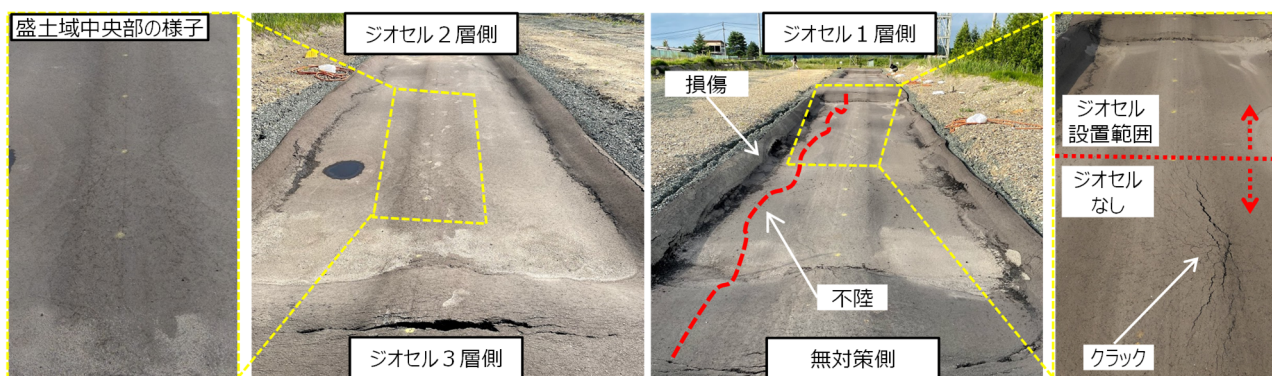 盛土域中央部の様子
ジオセル２層側
ジオセル３層側
ジオセル１層側
損傷
不陸
無対策側
ジオセル
設置範囲
ジオセル
なし
クラック